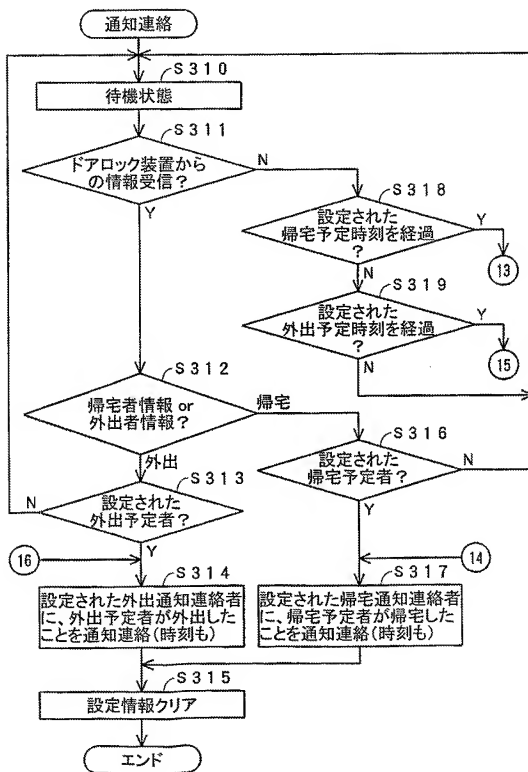 通知連絡
S310
待機状態
S311
ドアロック装置から
の情報受信?
N
Y
S318
設定された
帰宅予定時刻を経過
?
Y
13
N
S319
設定された
外出予定時刻を経過
?
Y
15
N
S312
帰宅者情報 or
外出者情報?
帰宅
外出
S316
設定された
帰宅予定者?
N
Y
S313
設定された
外出予定者?
N
Y
16
14
S314
設定された外出通知連絡者
に、外出予定者が外出した
ことを通知連絡(時刻も)
S317
設定された帰宅通知連絡者
に、帰宅予定者が帰宅した
ことを通知連絡(時刻も)
S315
設定情報クリア
エンド